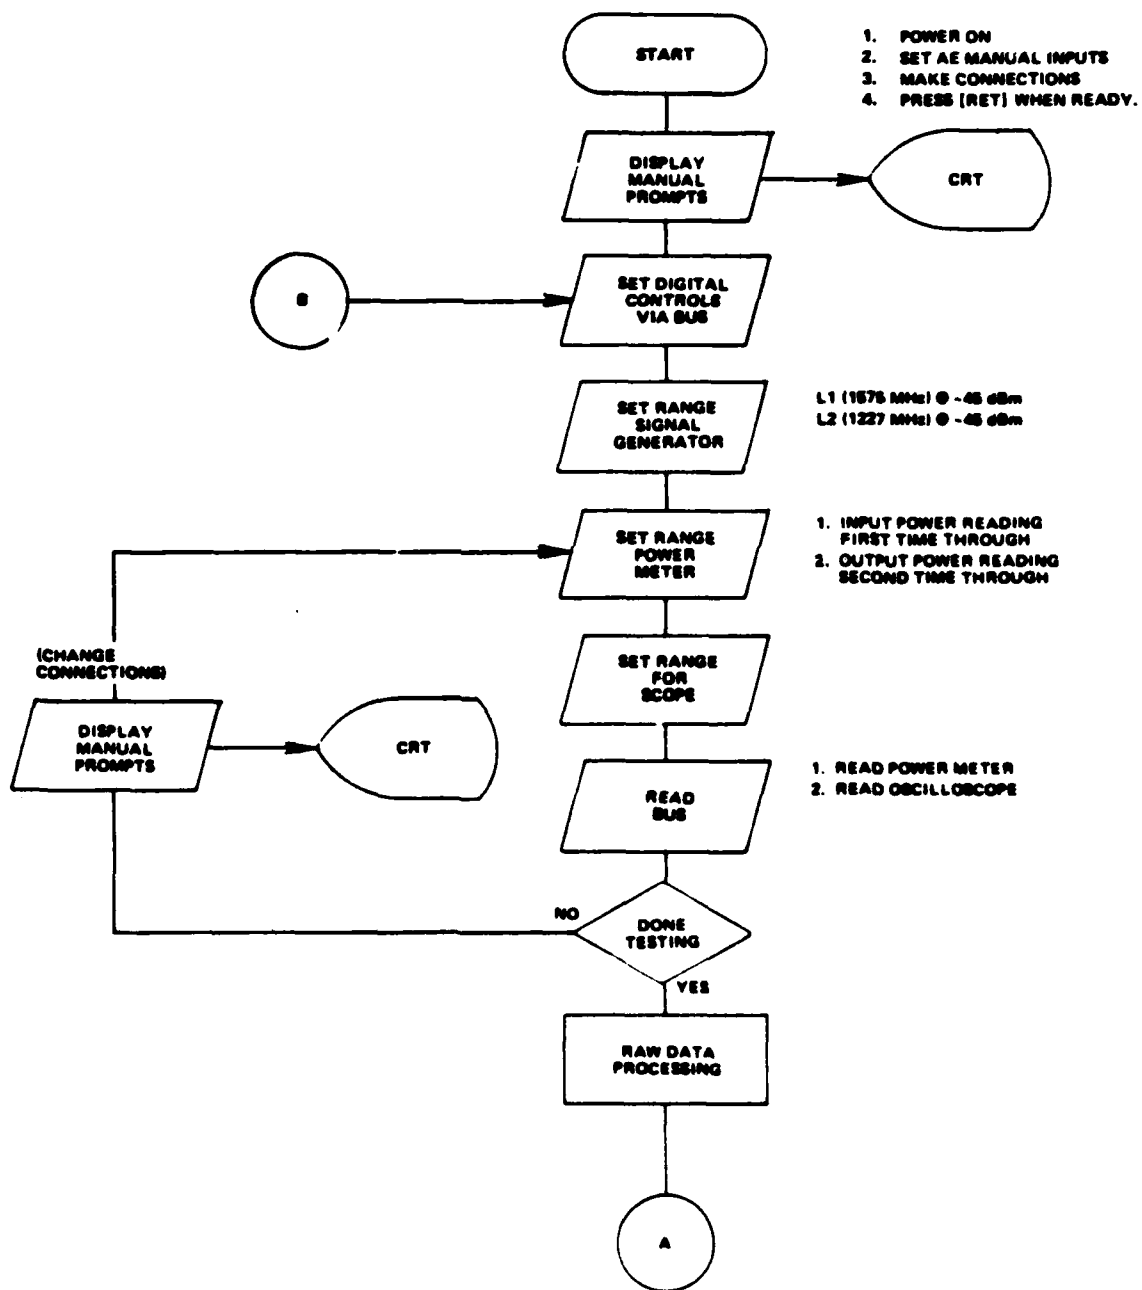 START
1. POWER ON
2. SET AE MANUAL INPUTS
3. MAKE CONNECTIONS
4. PRESS [RET] WHEN READY.
DISPLAY
MANUAL
PROMPTS
CRT
SET DIGITAL
CONTROLS
VIA BUS
SET RANGE
SIGNAL
GENERATOR
L1 (1575 MHz) @ -45 dBm
L2 (1227 MHz) @ -45 dBm
SET RANGE
POWER
METER
1. INPUT POWER READING
FIRST TIME THROUGH
2. OUTPUT POWER READING
SECOND TIME THROUGH
SET RANGE
FOR
SCOPE
(CHANGE
CONNECTIONS)
DISPLAY
MANUAL
PROMPTS
CRT
READ
BUS
1. READ POWER METER
2. READ OSCILLOSCOPE
NO
DONE
TESTING
YES
RAW DATA
PROCESSING
A